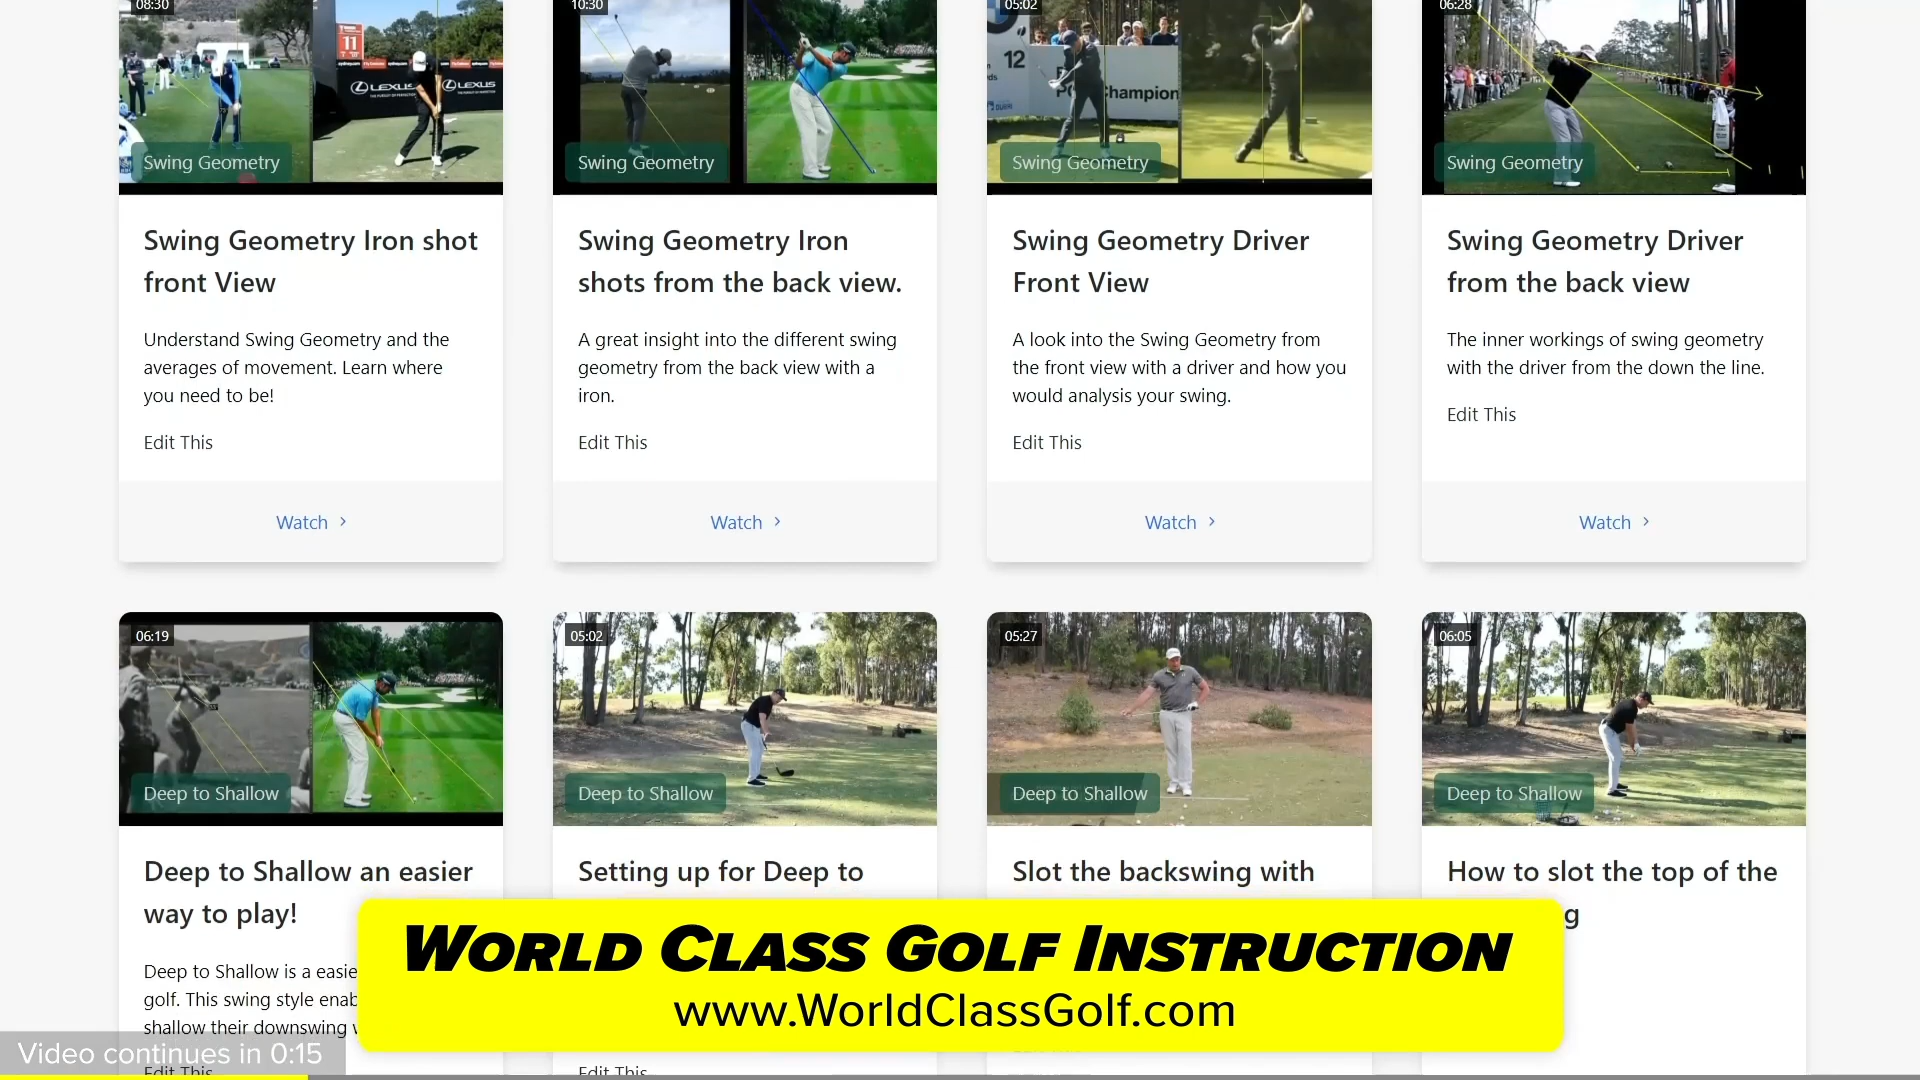 08:30
10:30
05:02
06:28
11
LEXUS
LEXUS
12
Champion
Swing Geometry
Swing Geometry
Swing Geometry
Swing Geometry
Swing Geometry Iron shot
front View
Understand Swing Geometry and the
averages of movement. Learn where
you need to be!
Edit This
Watch
Swing Geometry Iron
shots from the back view.
A great insight into the different swing
geometry from the back view with a
iron.
Edit This
Watch
Swing Geometry Driver
Front View
A look into the Swing Geometry from
the front view with a driver and how you
would analysis your swing.
Edit This
Watch
Swing Geometry Driver
from the back view
The inner workings of swing geometry
with the driver from the down the line.
Edit This
Watch
06:19
Deep to Shallow
Deep to Shallow an easier
way to play!
Deep to Shallow is a easie
golf. This swing style enab
shallow their downswing
Edit This
05:02
Deep to Shallow
Setting up for Deep to
Edit This
05:27
Deep to Shallow
Slot the backswing with
06:05
Deep to Shallow
How to slot the top of the
g
WORLD CLASS GOLF INSTRUCTION
www.WorldClassGolf.com
Video continues in 0:15